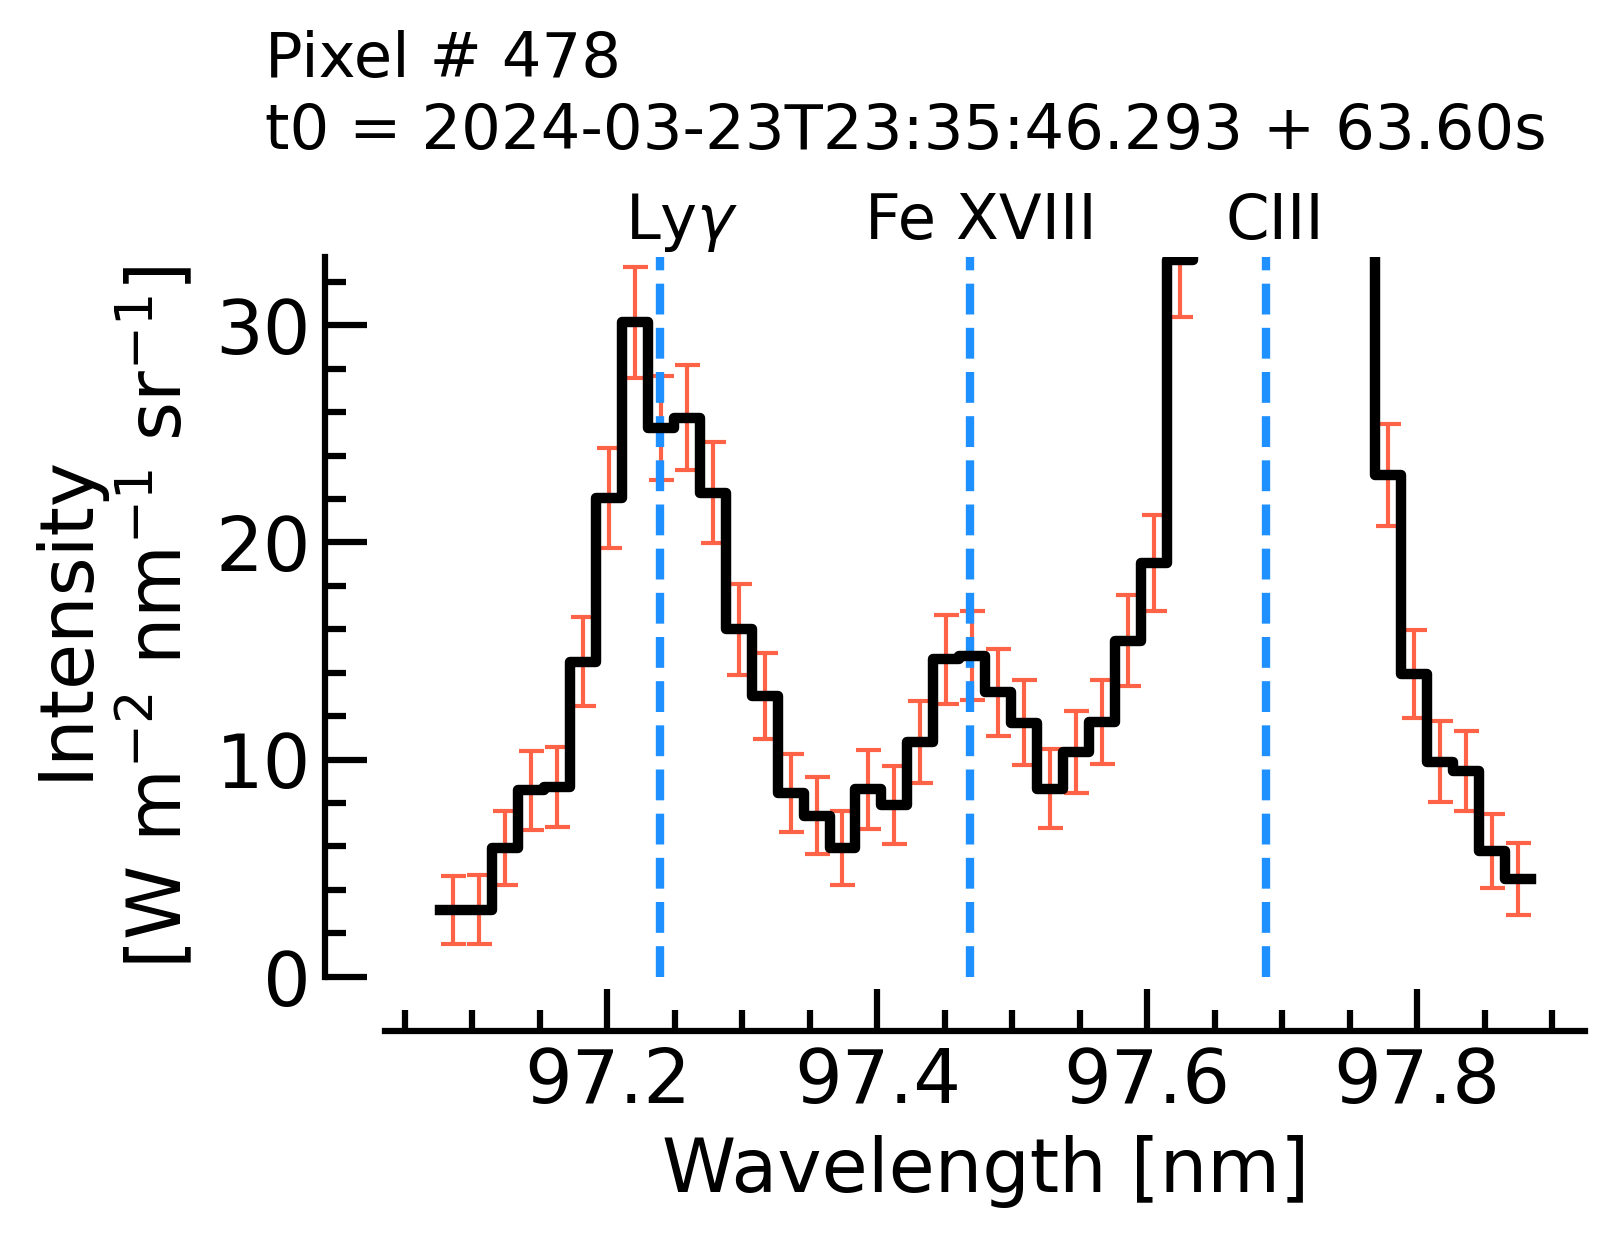 Pixel # 478
t0 = 2024-03-23T23:35:46.293 + 63.60s
Lyγ Fe XVIII CIII
Intensity
[W m⁻² nm⁻¹ sr⁻¹]
30
20
10
0
97.2 97.4 97.6 97.8
Wavelength [nm]